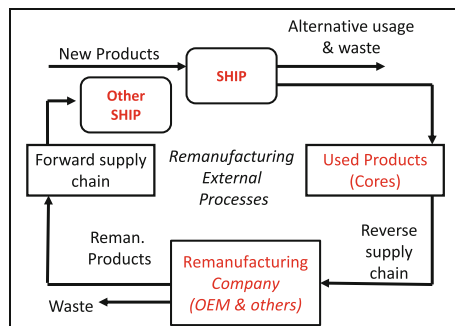 Alternative usage
& waste
New Products
SHIP
Other
SHIP
Forward supply
chain
Remanufacturing
External
Processes
Used Products
(Cores)
Reverse
supply
chain
Reman.
Products
Remanufacturing
Company
(OEM & others)
Waste